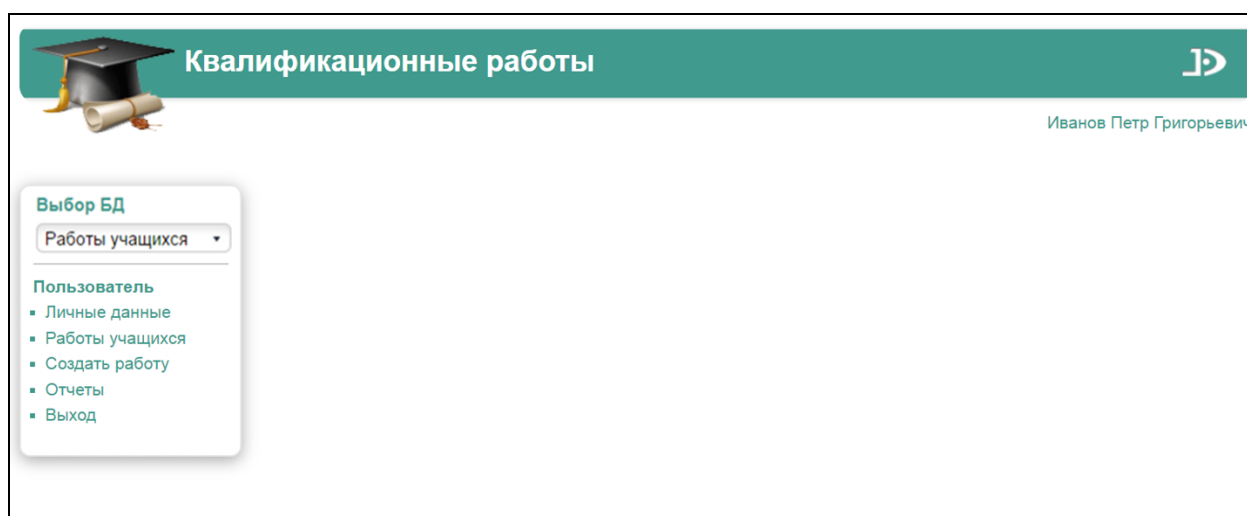 Квалификационные работы
Иванов Петр Григорьевич
Выбор БД
Работы учащихся
Пользователь
Личные данные
Работы учащихся
Создать работу
Отчеты
Выход